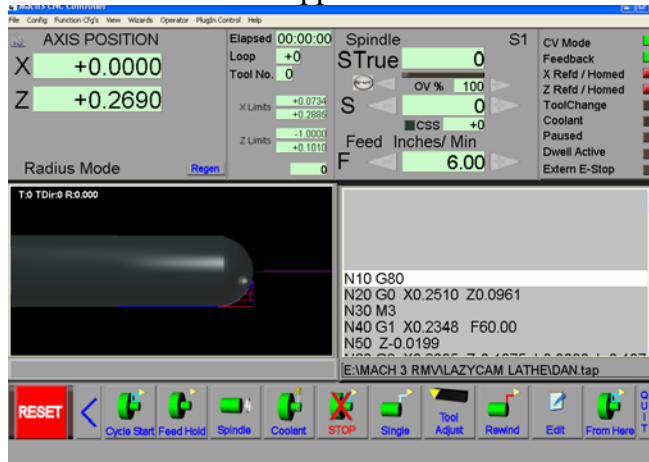 Mach3 CNC Controller
File Config Function Cfg's View Wizards Operator PlugIn Control Help
AXIS POSITION
X +0.0000
Z +0.2690
Radius Mode Regen
Elapsed 00:00:00
Loop +0
Tool No. 0
X Limits +0.0734
+0.2885
Z Limits -1.0000
+0.1010
0
Spindle S1
STrue 0
OV % 100
S 0
CSS +0
Feed Inches/ Min
F 6.00
CV Mode
Feedback
X Refd / Homed
Z Refd / Homed
ToolChange
Coolant
Paused
Dwell Active
Extern E-Stop
T:0 TDir:0 R:0.000
N10 G80
N20 G0 X0.2510 Z0.0961
N30 M3
N40 G1 X0.2348 F60.00
N50 Z-0.0199
E:\MACH 3 RMV\LAZYCAM LATHE\DAN.tap
RESET
Cycle Start
Feed Hold
Spindle
Coolant
STOP
Single
Tool
Adjust
Rewind
Edit
From Here
QUIT